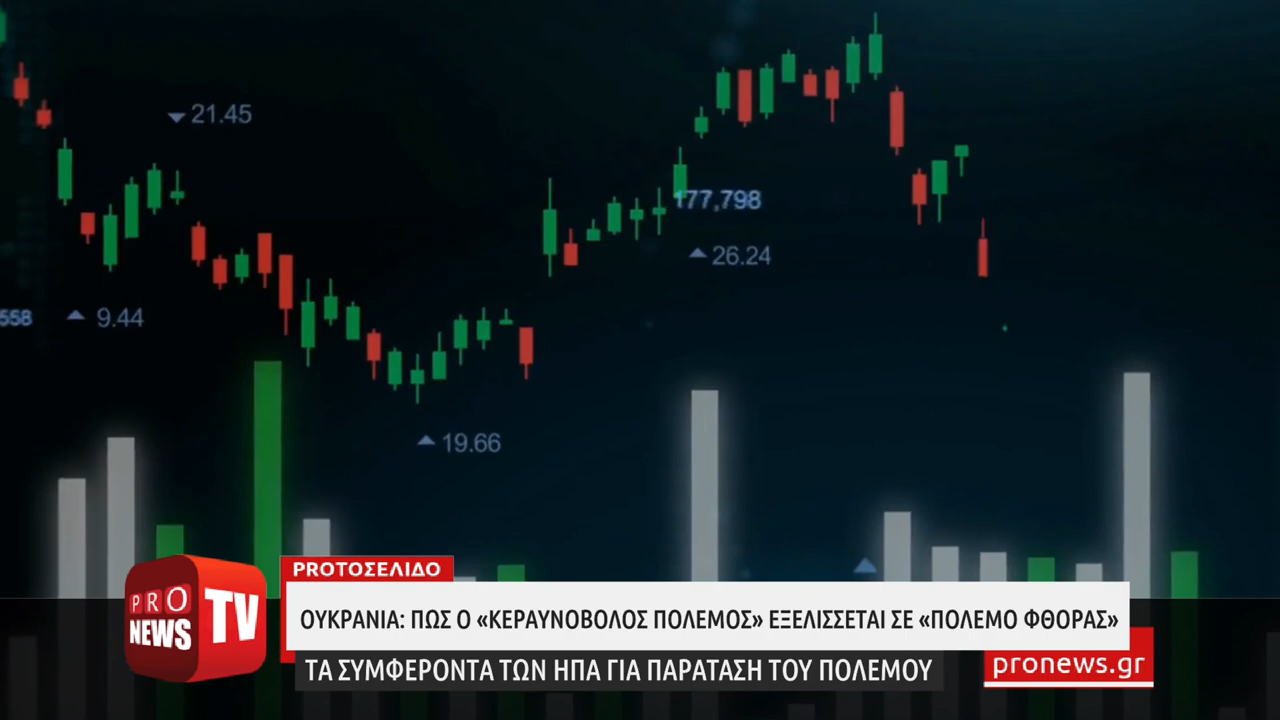 21.45
177,798
26.24
558
9.44
19.66
PROTOΣΕΛΙΔΟ
PRO
NEWS
TV
ΟΥΚΡΑΝΙΑ: ΠΩΣ Ο «ΚΕΡΑΥΝΟΒΟΛΟΣ ΠΟΛΕΜΟΣ» ΕΞΕΛΙΣΣΕΤΑΙ ΣΕ «ΠΟΛΕΜΟ ΦΘΟΡΑΣ»
ΤΑ ΣΥΜΦΕΡΟΝΤΑ ΤΩΝ ΗΠΑ ΓΙΑ ΠΑΡΑΤΑΣΗ ΤΟΥ ΠΟΛΕΜΟΥ
pronews.gr